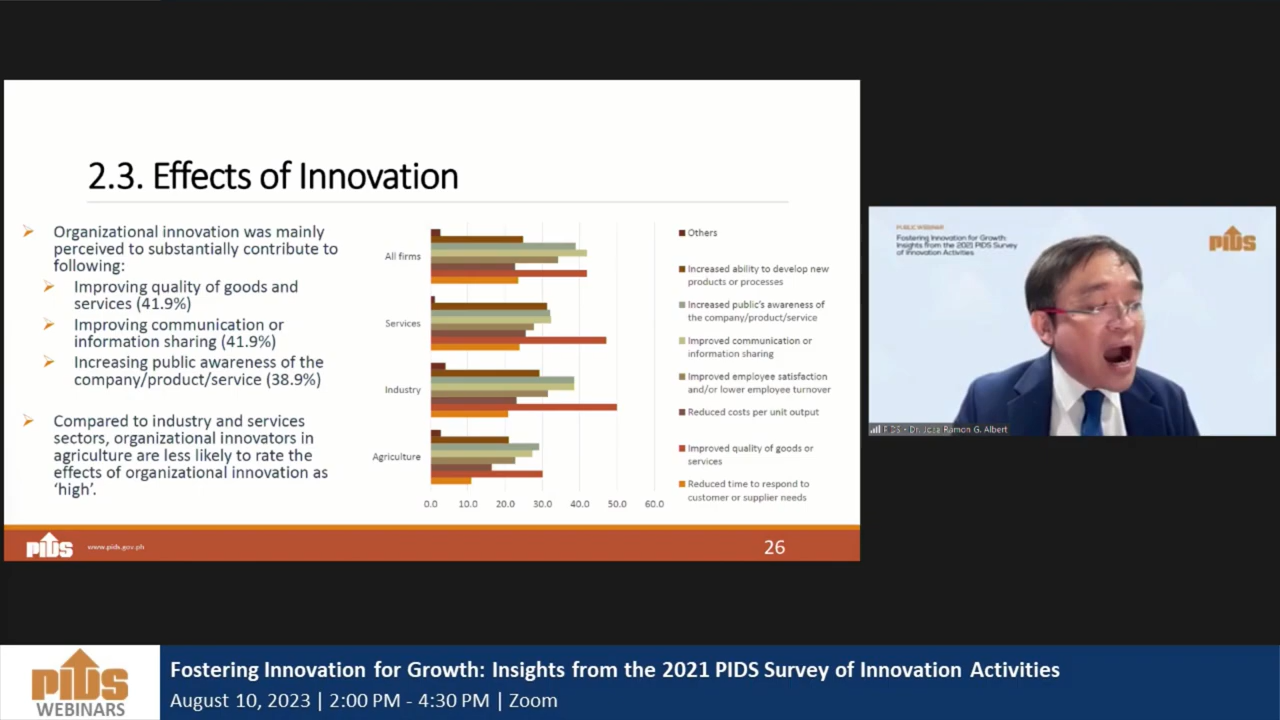 2.3. Effects of Innovation
Organizational innovation was mainly
perceived to substantially contribute to
following:
Improving quality of goods and
services (41.9%)
Improving communication or
information sharing (41.9%)
Increasing public awareness of the
company/product/service (38.9%)
Compared to industry and services
sectors, organizational innovators in
agriculture are less likely to rate the
effects of organizational innovation as
‘high’.
All firms
Services
Industry
Agriculture
0.0 10.0 20.0 30.0 40.0 50.0 60.0
Others
Increased ability to develop new
products or processes
Increased public's awareness of
the company/product/service
Improved communication or
information sharing
Improved employee satisfaction
and/or lower employee turnover
Reduced costs per unit output
Improved quality of goods or
services
Reduced time to respond to
customer or supplier needs
PIDS
www.pids.gov.ph
26
PUBLIC WEBINAR
Fostering Innovation for Growth:
Insights from the 2021 PIDS Survey
of Innovation Activities
PIDS
PIDS - Dr. Jose Ramon G. Albert
PIDS
WEBINARS
Fostering Innovation for Growth: Insights from the 2021 PIDS Survey of Innovation Activities
August 10, 2023 | 2:00 PM - 4:30 PM | Zoom